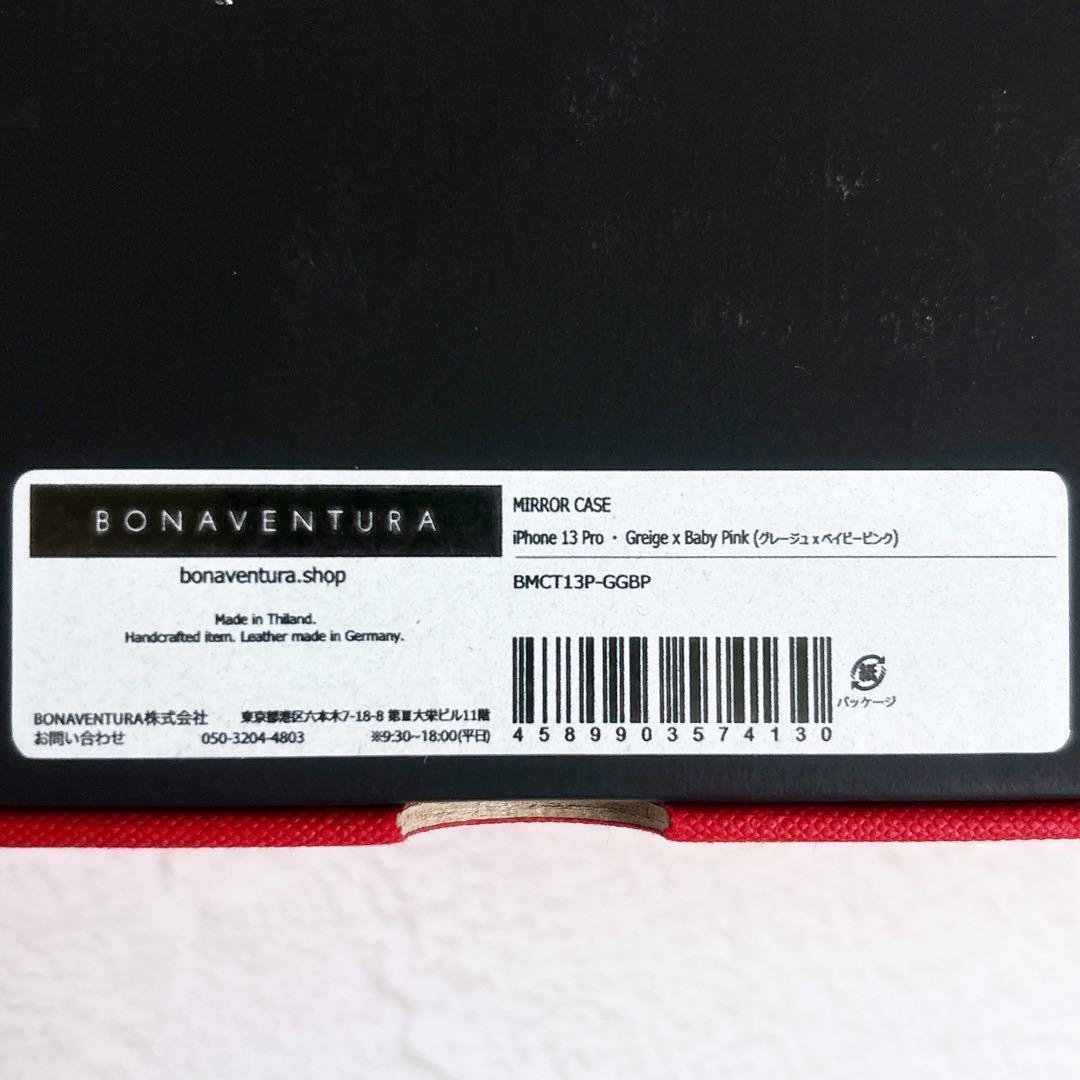 BONAVENTURA
bonaventura.shop
Made in Thiland.
Handcrafted item. Leather made in Germany.
BONAVENTURA株式会社 東京都港区六本木7-18-8 第Ⅲ大栄ビル11階
お問い合わせ 050-3204-4803 ※9:30~18:00(平日)
MIRROR CASE
iPhone 13 Pro ・ Greige x Baby Pink (グレージュ x ベイビーピンク)
BMCT13P-GGBP
4589903574130
紙
パッケージ